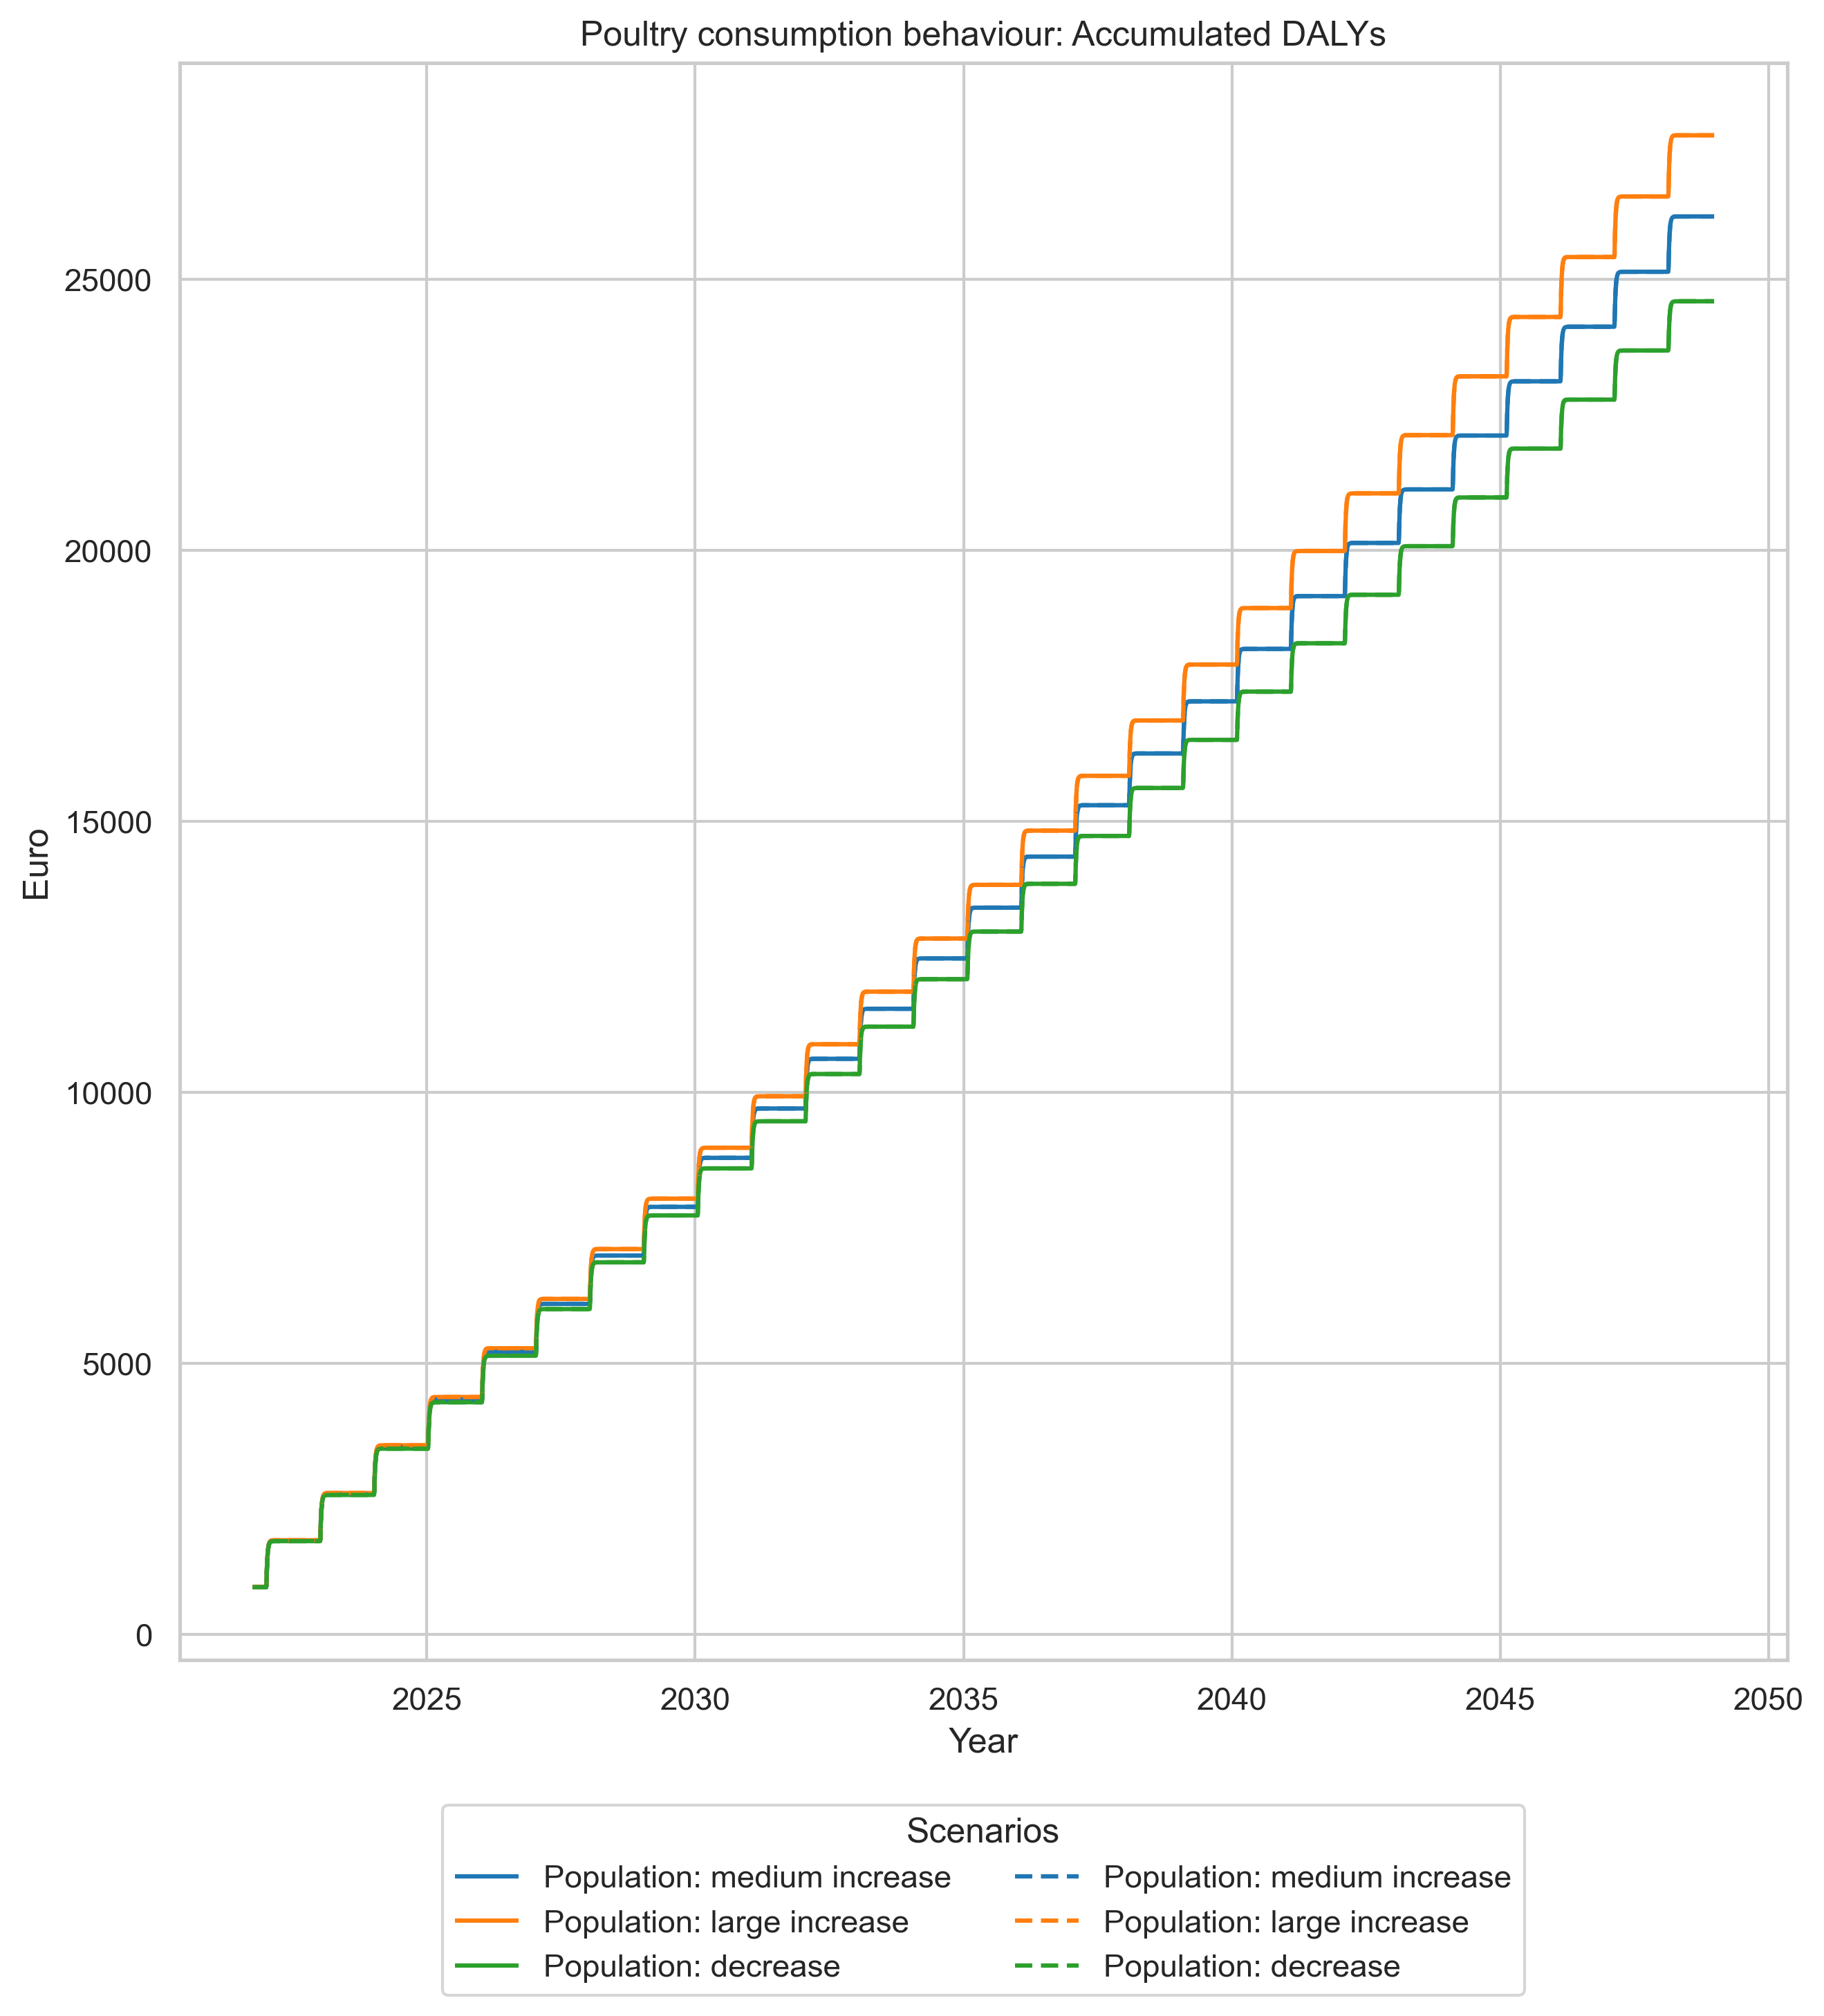 Poultry consumption behaviour: Accumulated DALYs
25000
20000
15000
10000
5000
0
Euro
2025 2030 2035 2040 2045 2050
Year
Scenarios
Population: medium increase Population: medium increase
Population: large increase Population: large increase
Population: decrease Population: decrease